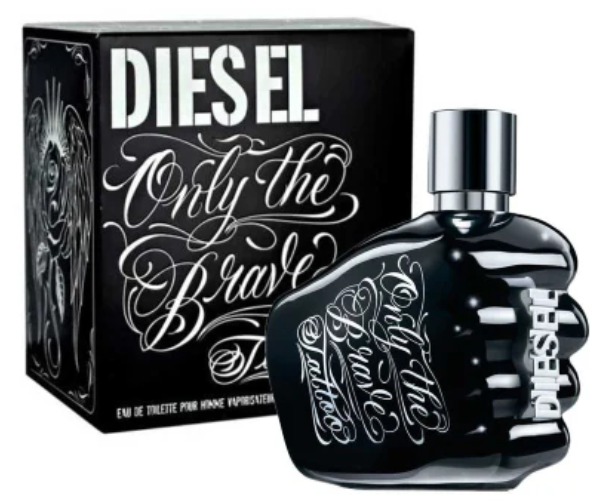 DIESEL
Only the
Brave
EAU DE TOILETTE POUR HOMME VAPORISATEUR
Only the
Brave
Tattoo
DIESEL